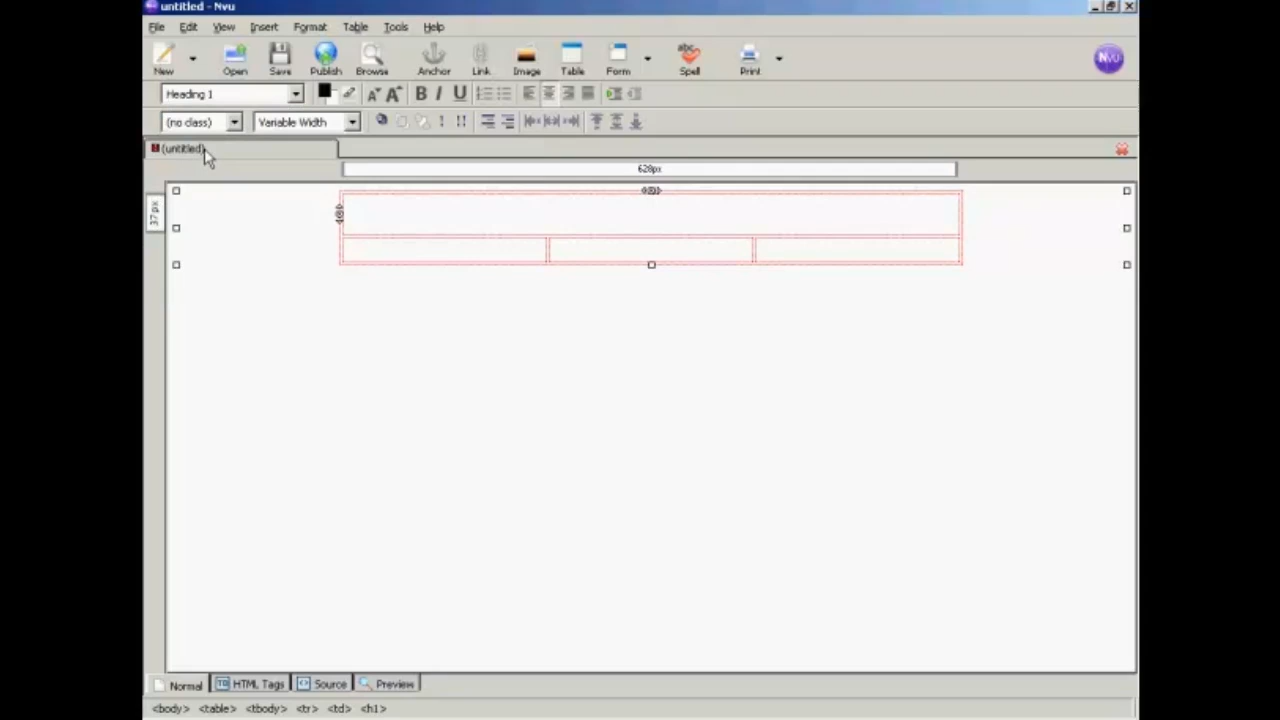 untitled - Nvu
File Edit View Insert Format Table Tools Help
New Open Save Publish Browse Anchor Link Image Table Form Spell Print
Heading 1 B I U
(no class) Variable Width ! !!
(untitled)
628px
37 px
Normal HTML Tags Source Preview
<body> <table> <tbody> <tr> <td> <h1>